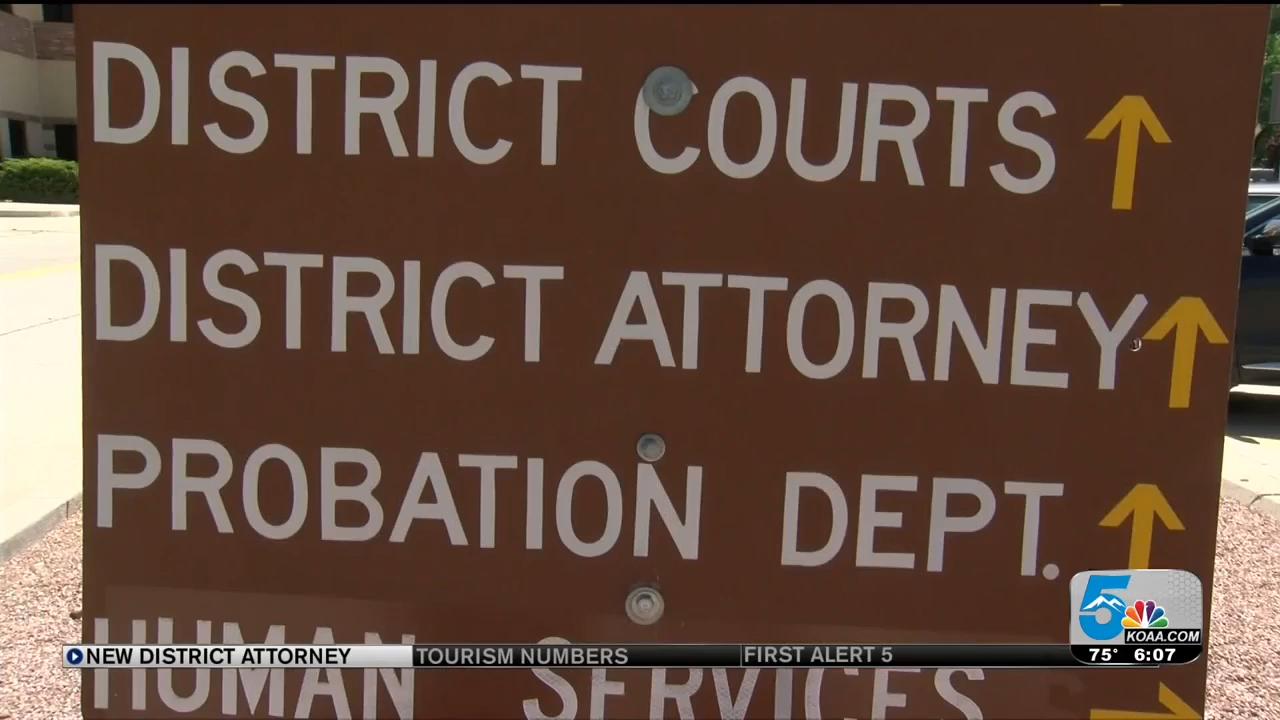 DISTRICT COURTS ↑
DISTRICT ATTORNEY ↑
PROBATION DEPT. ↑
HUMAN SERVICES →
5
KOAA.COM
NEW DISTRICT ATTORNEY TOURISM NUMBERS FIRST ALERT 5
75° 6:07